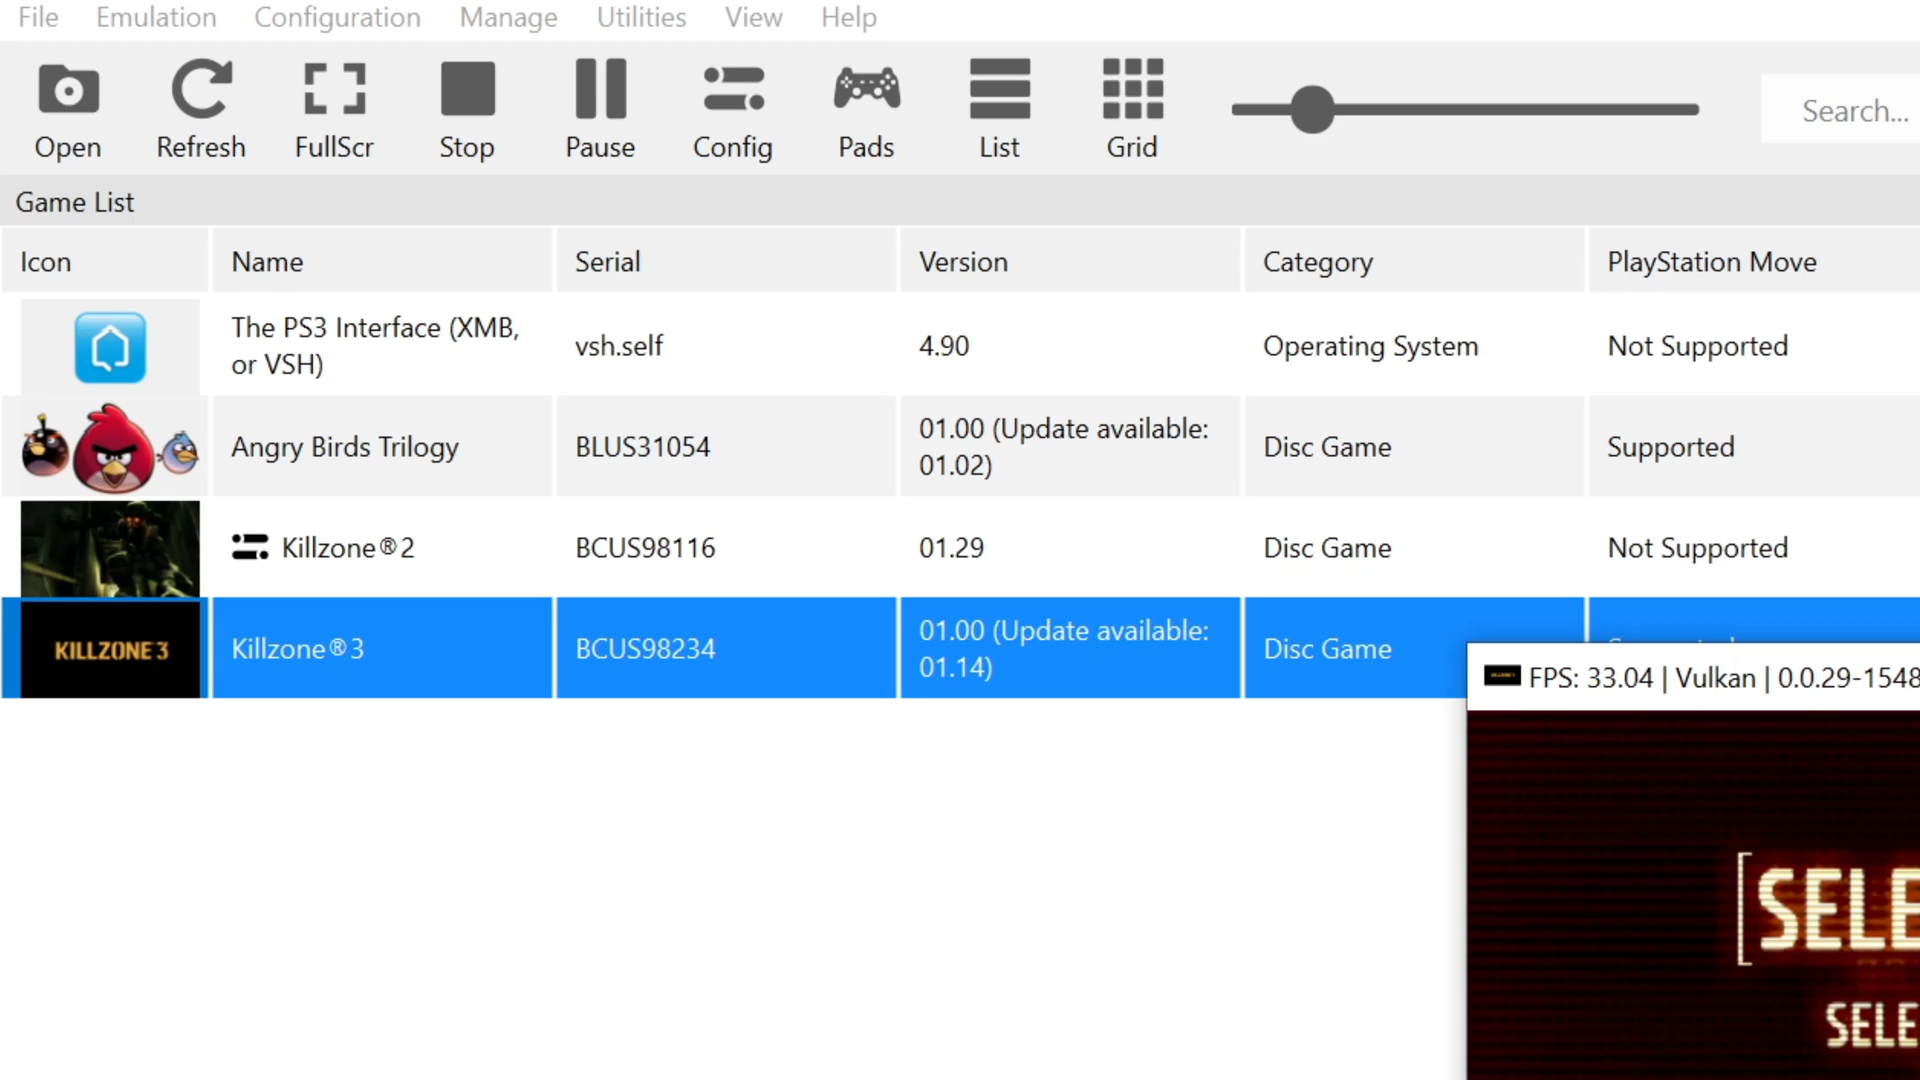 File Emulation Configuration Manage Utilities View Help
Open Refresh FullScr Stop Pause Config Pads List Grid
Search...
Game List
Icon Name Serial Version Category PlayStation Move
The PS3 Interface (XMB,
or VSH)
vsh.self
4.90
Operating System
Not Supported
Angry Birds Trilogy
BLUS31054
01.00 (Update available:
01.02)
Disc Game
Supported
Killzone®2
BCUS98116
01.29
Disc Game
Not Supported
KILLZONE 3
Killzone®3
BCUS98234
01.00 (Update available:
01.14)
Disc Game
FPS: 33.04 | Vulkan | 0.0.29-1548
[SELE
SELE